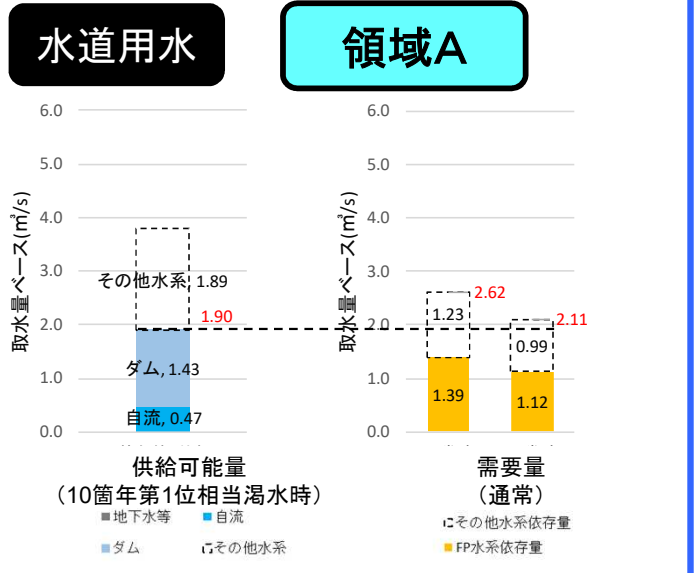 水道用水
領域A
取水量ベース(㎥/s)
6.0
5.0
4.0
3.0
2.0
1.0
0.0
その他水系, 1.89
1.90
ダム, 1.43
自流, 0.47
供給可能量
（10箇年第1位相当渇水時）
地下水等 自流
ダム その他水系
取水量ベース(㎥/s)
6.0
5.0
4.0
3.0
2.0
1.0
0.0
2.62
1.23
1.39
2.11
0.99
1.12
需要量
（通常）
その他水系依存量
FP水系依存量